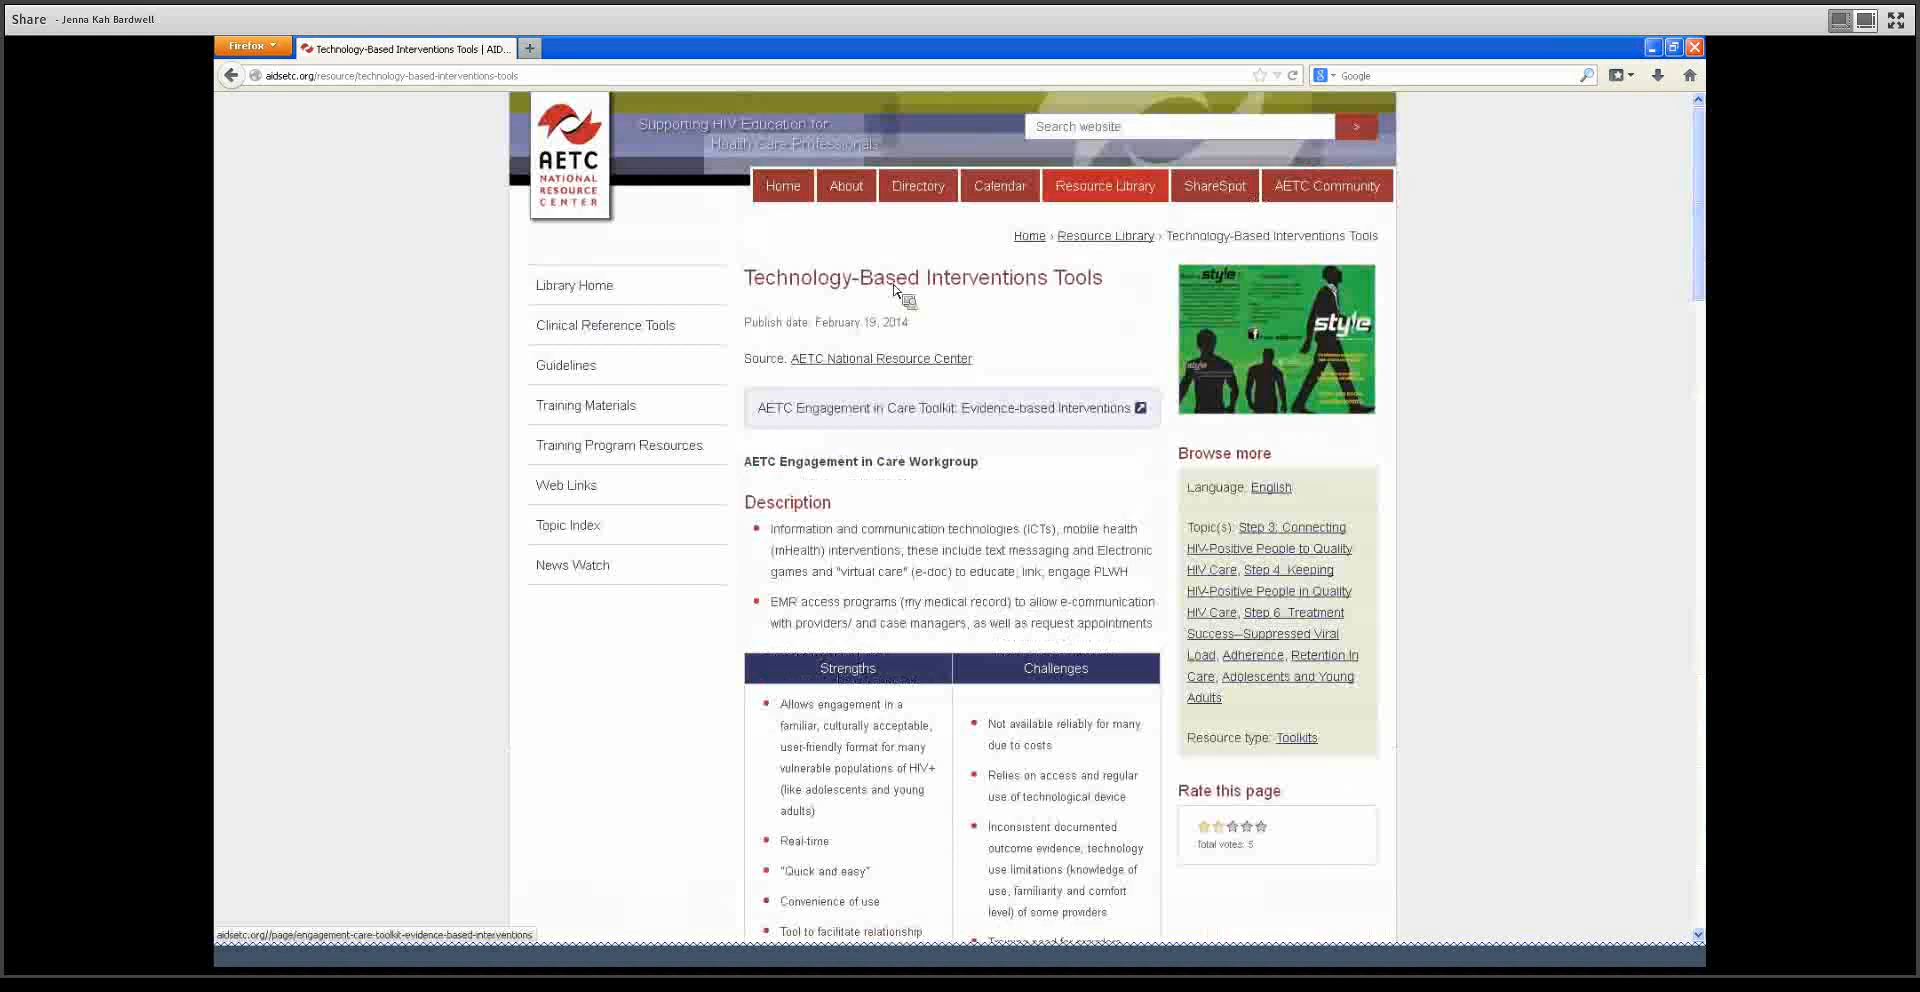 Share - Jenna Kah Bardwell
Firefox
Technology-Based Interventions Tools | AID...
aidsetc.org/resource/technology-based-interventions-tools
Google
Supporting HIV Education for
Health Care Professionals
Search website
>
AETC
NATIONAL
RESOURCE
CENTER
Home About Directory Calendar Resource Library ShareSpot AETC Community
Home › Resource Library › Technology-Based Interventions Tools
Library Home
Clinical Reference Tools
Guidelines
Training Materials
Training Program Resources
Web Links
Topic Index
News Watch
Technology-Based Interventions Tools
Publish date: February 19, 2014
Source: AETC National Resource Center
AETC Engagement in Care Toolkit: Evidence-based Interventions
AETC Engagement in Care Workgroup
Description
Information and communication technologies (ICTs), mobile health
(mHealth) interventions, these include text messaging and Electronic
games and "virtual care" (e-doc) to educate, link, engage PLWH
EMR access programs (my medical record) to allow e-communication
with providers/ and case managers, as well as request appointments
Strengths
Allows engagement in a
familiar, culturally acceptable,
user-friendly format for many
vulnerable populations of HIV+
(like adolescents and young
adults)
Real-time
"Quick and easy"
Convenience of use
Tool to facilitate relationship
Challenges
Not available reliably for many
due to costs
Relies on access and regular
use of technological device
Inconsistent documented
outcome evidence, technology
use limitations (knowledge of
use, familiarity and comfort
level) of some providers
style
style
style
Browse more
Language: English
Topic(s): Step 3: Connecting
HIV-Positive People to Quality
HIV Care, Step 4: Keeping
HIV-Positive People in Quality
HIV Care, Step 6: Treatment
Success--Suppressed Viral
Load, Adherence, Retention In
Care, Adolescents and Young
Adults
Resource type: Toolkits
Rate this page
Total votes: 5
aidsetc.org//page/engagement-care-toolkit-evidence-based-interventions